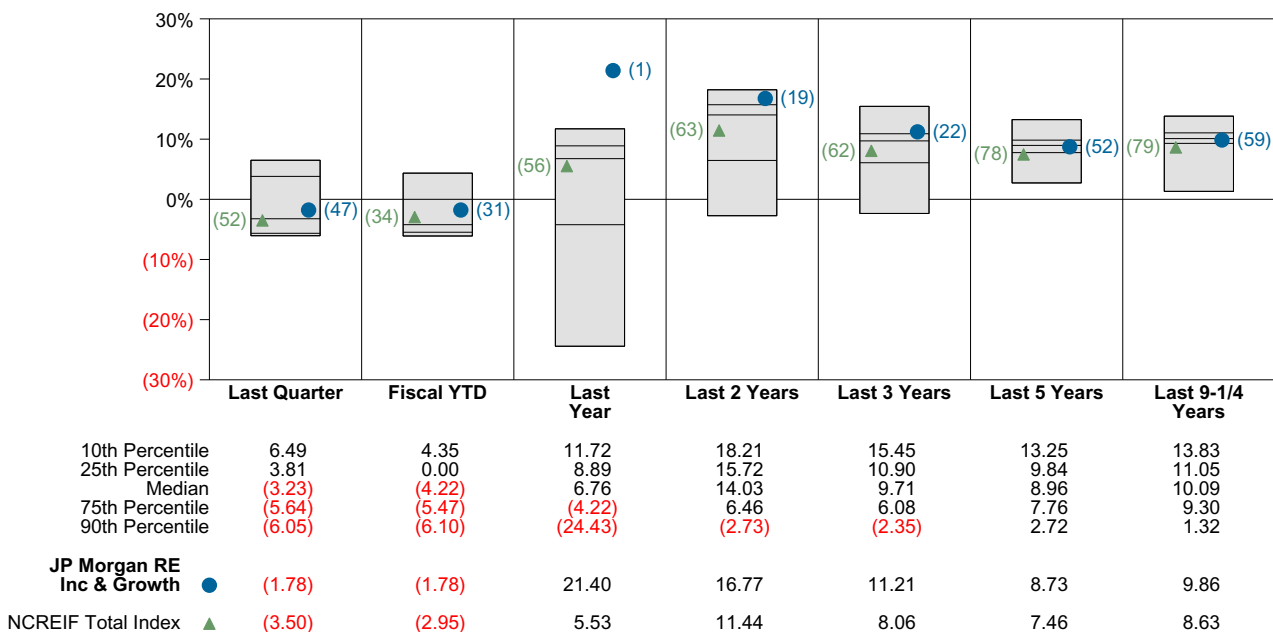 30%
20%
10%
0%
(10%)
(20%)
(30%)
(52) (47)
(34) (31)
(1)
(56)
(63) (19)
(62) (22)
(78) (52)
(79) (59)
Last Quarter Fiscal YTD Last Last 2 Years Last 3 Years Last 5 Years Last 9-1/4
Year Years
10th Percentile 6.49 4.35 11.72 18.21 15.45 13.25 13.83
25th Percentile 3.81 0.00 8.89 15.72 10.90 9.84 11.05
Median (3.23) (4.22) 6.76 14.03 9.71 8.96 10.09
75th Percentile (5.64) (5.47) (4.22) 6.46 6.08 7.76 9.30
90th Percentile (6.05) (6.10) (24.43) (2.73) (2.35) 2.72 1.32
JP Morgan RE
Inc & Growth (1.78) (1.78) 21.40 16.77 11.21 8.73 9.86
NCREIF Total Index (3.50) (2.95) 5.53 11.44 8.06 7.46 8.63